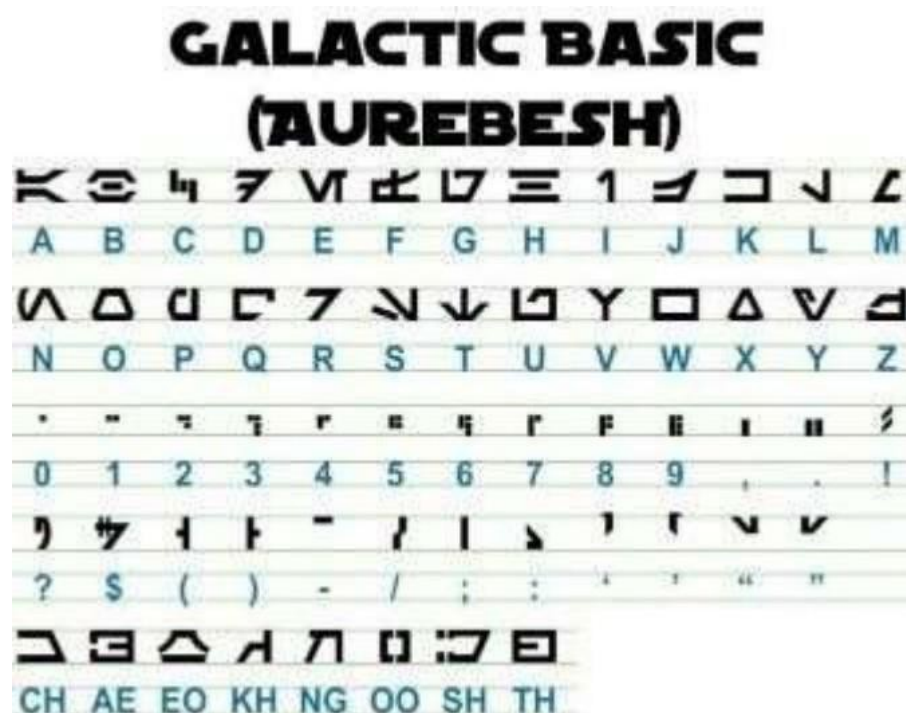 GALACTIC BASIC
(AUREBESH)
A B C D E F G H I J K L M
N O P Q R S T U V W X Y Z
0 1 2 3 4 5 6 7 8 9 , . !
? $ ( ) - / ; : ‘ ’ “ ”
CH AE EO KH NG OO SH TH